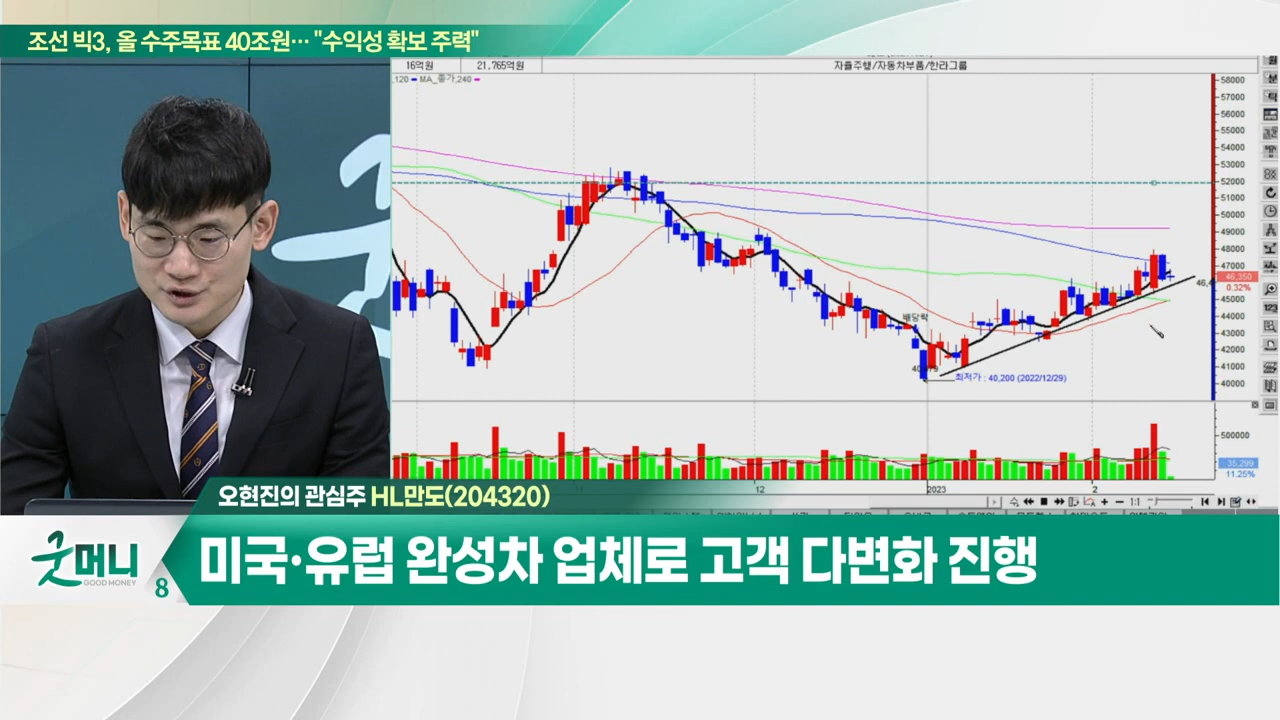 조선 빅3, 올 수주목표 40조원… "수익성 확보 주력"
16억원 21,765억원 자율주행/자동차부품/한라그룹
,120 MA_종가,240
58000
57000
56000
55000
54000
53000
52000
51000
50000
49000
48000
47000
46,350
0.32%
45000
44000
43000
42000
41000
40000
배당락
최저가 : 40,200 (2022/12/29)
500000
35,299
11.25%
12 2023 2
1:1
오현진의 관심주 HL만도(204320)
굿머니
GOOD MONEY
8
미국·유럽 완성차 업체로 고객 다변화 진행